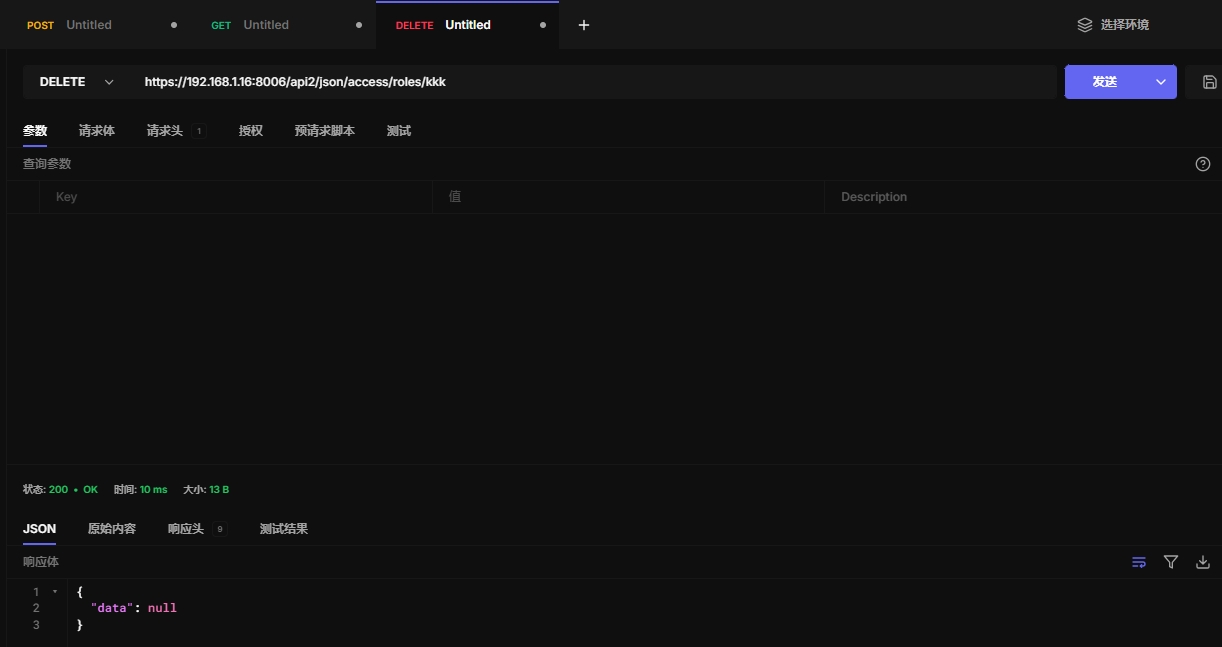 POST Untitled GET Untitled DELETE Untitled 选择环境
DELETE https://192.168.1.16:8006/api2/json/access/roles/kkk 发送
参数 请求体 请求头 1 授权 预请求脚本 测试
查询参数
Key 值 Description
状态: 200 • OK 时间: 10 ms 大小: 13 B
JSON 原始内容 响应头 9 测试结果
响应体
1 {
2 "data": null
3 }